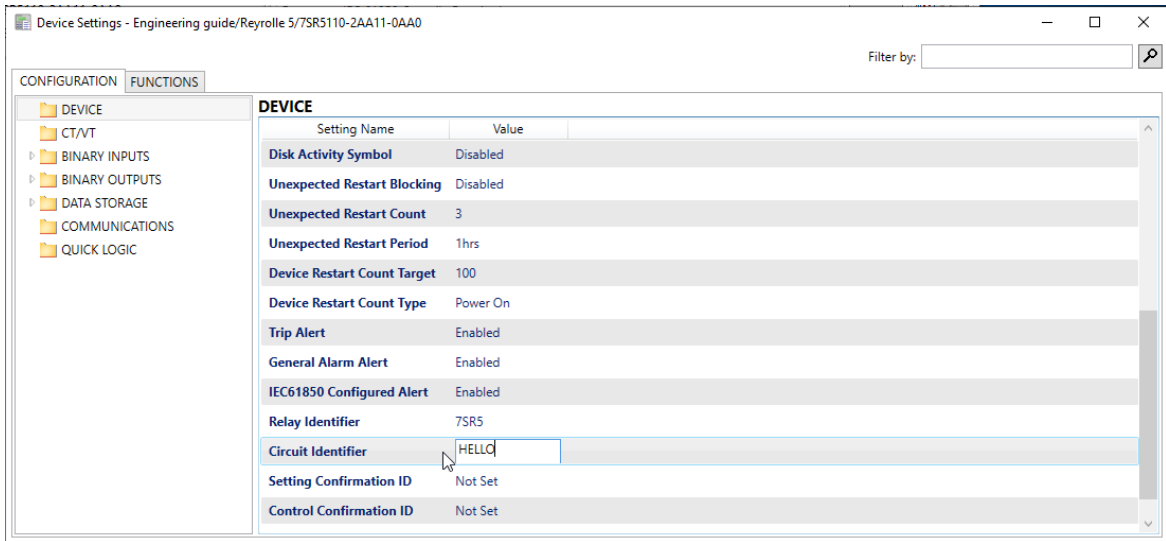 Device Settings - Engineering guide/Reyrolle 5/7SR5110-2AA11-0AA0
Filter by:
CONFIGURATION FUNCTIONS
DEVICE
CT/VT
BINARY INPUTS
BINARY OUTPUTS
DATA STORAGE
COMMUNICATIONS
QUICK LOGIC
DEVICE
Setting Name Value
Disk Activity Symbol Disabled
Unexpected Restart Blocking Disabled
Unexpected Restart Count 3
Unexpected Restart Period 1hrs
Device Restart Count Target 100
Device Restart Count Type Power On
Trip Alert Enabled
General Alarm Alert Enabled
IEC61850 Configured Alert Enabled
Relay Identifier 7SR5
Circuit Identifier HELLO
Setting Confirmation ID Not Set
Control Confirmation ID Not Set